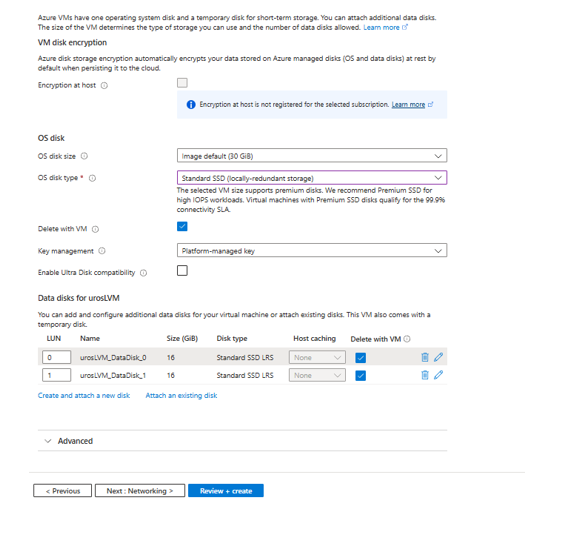 Azure VMs have one operating system disk and a temporary disk for short-term storage. You can attach additional data disks.
The size of the VM determines the type of storage you can use and the number of data disks allowed. Learn more
VM disk encryption
Azure disk storage encryption automatically encrypts your data stored on Azure managed disks (OS and data disks) at rest by
default when persisting it to the cloud.
Encryption at host
Encryption at host is not registered for the selected subscription. Learn more
OS disk
OS disk size
Image default (30 GiB)
OS disk type *
Standard SSD (locally-redundant storage)
The selected VM size supports premium disks. We recommend Premium SSD for
high IOPS workloads. Virtual machines with Premium SSD disks qualify for the 99.9%
connectivity SLA.
Delete with VM
Key management
Platform-managed key
Enable Ultra Disk compatibility
Data disks for urosLVM
You can add and configure additional data disks for your virtual machine or attach existing disks. This VM also comes with a
temporary disk.
LUN Name Size (GiB) Disk type Host caching Delete with VM
0 urosLVM_DataDisk_0 16 Standard SSD LRS None
1 urosLVM_DataDisk_1 16 Standard SSD LRS None
Create and attach a new disk Attach an existing disk
Advanced
< Previous Next : Networking > Review + create